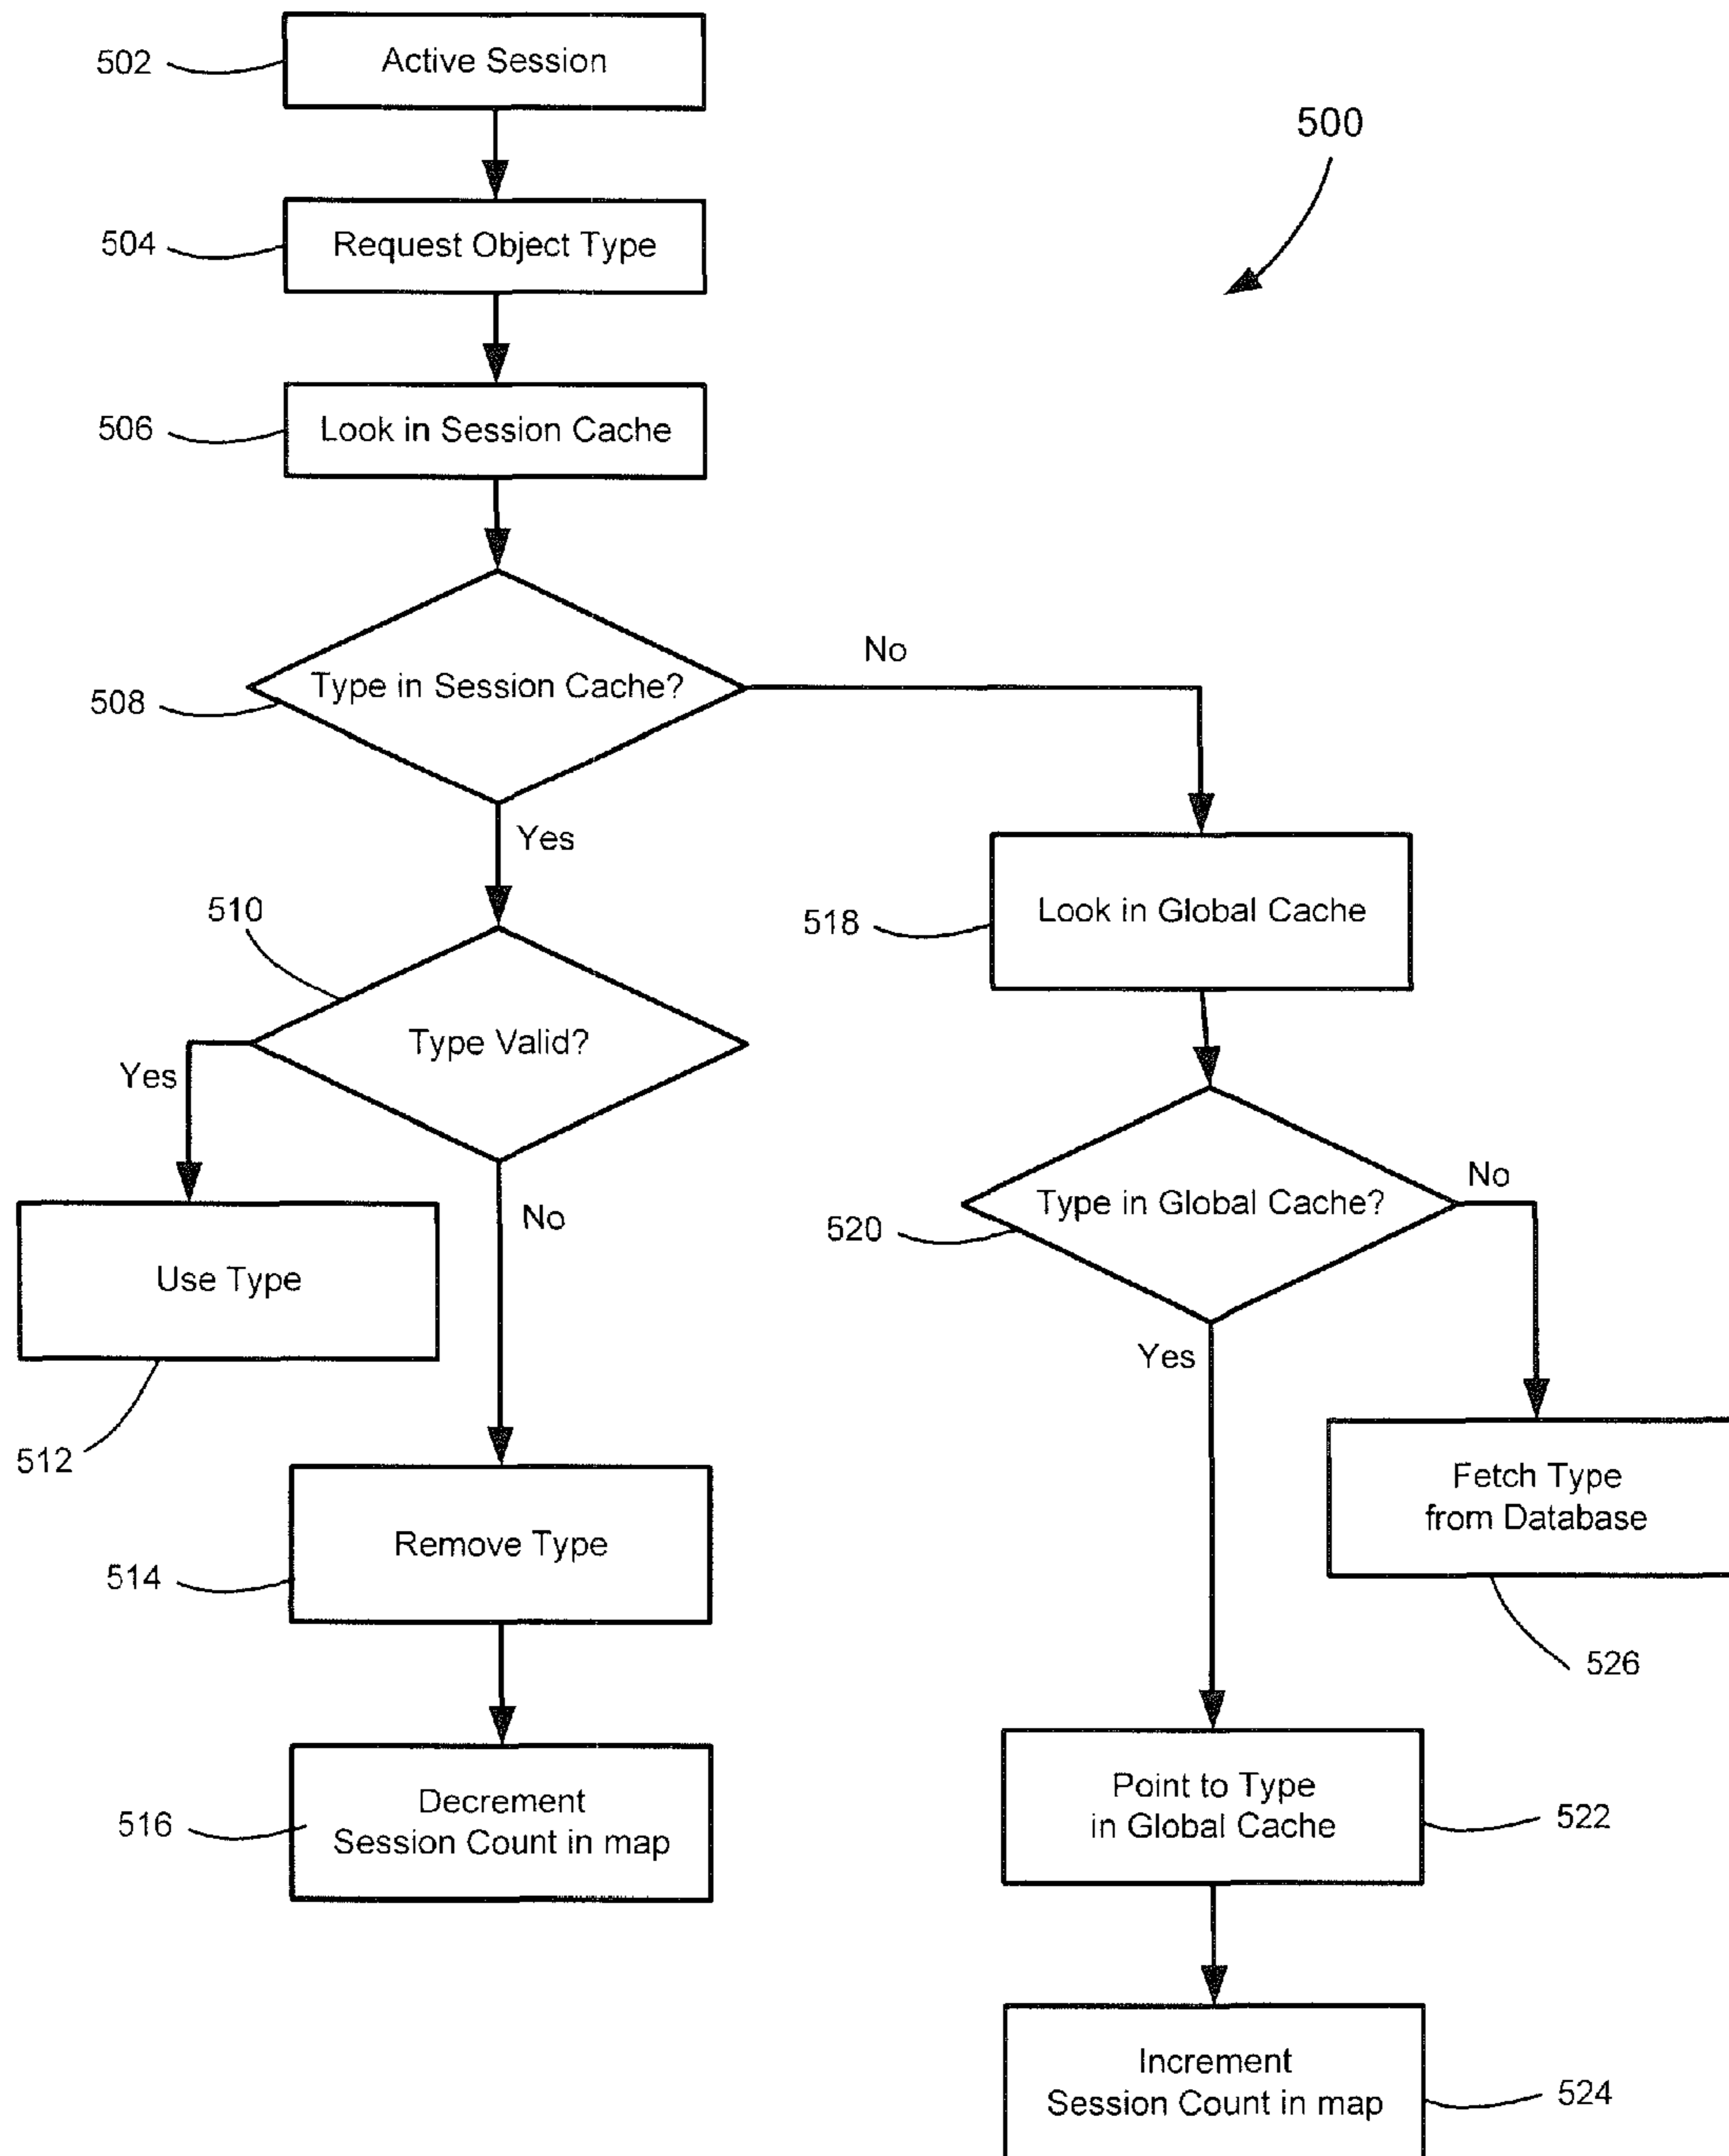 502
Active Session
500
504
Request Object Type
506
Look in Session Cache
508
Type in Session Cache?
No
Yes
510
Type Valid?
518
Look in Global Cache
Yes
No
Use Type
512
520
Type in Global Cache?
No
Yes
Fetch Type
from Database
526
514
Remove Type
516
Decrement
Session Count in map
Point to Type
in Global Cache
522
Increment
Session Count in map
524